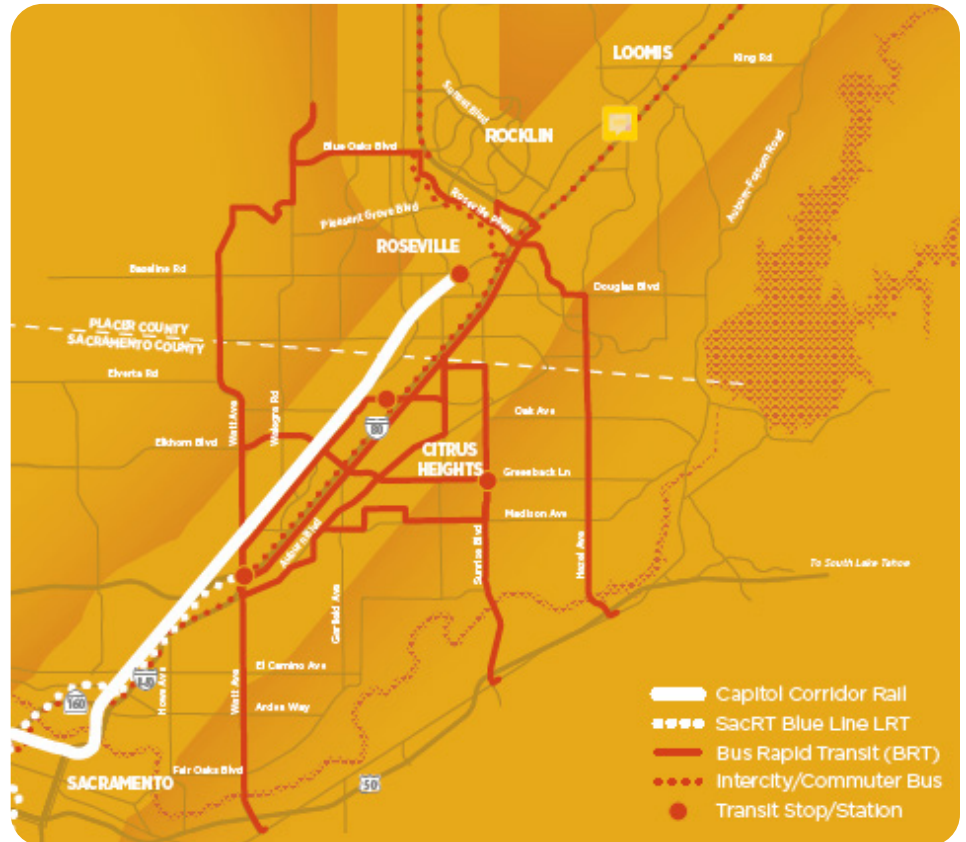 LOOMIS
King Rd
Sunset Blvd
ROCKLIN
Blue Oaks Blvd
Auburn-Folsom Road
Roseville Pkwy
Pleasant Grove Blvd
ROSEVILLE
Baseline Rd
Douglas Blvd
PLACER COUNTY
SACRAMENTO COUNTY
Elverta Rd
Watt Ave
Walegra Rd
Oak Ave
80
Elkhorn Blvd
CITRUS
HEIGHTS
Greenback Ln
Madison Ave
Auburn Blvd
Sunrise Blvd
Hazel Ave
To South Lake Tahoe
Garfield Ave
El Camino Ave
Howe Ave
Watt Ave
160
Arden Way
Fair Oaks Blvd
SACRAMENTO
50
Capitol Corridor Rail
SacRT Blue Line LRT
Bus Rapid Transit (BRT)
Intercity/Commuter Bus
Transit Stop/Station